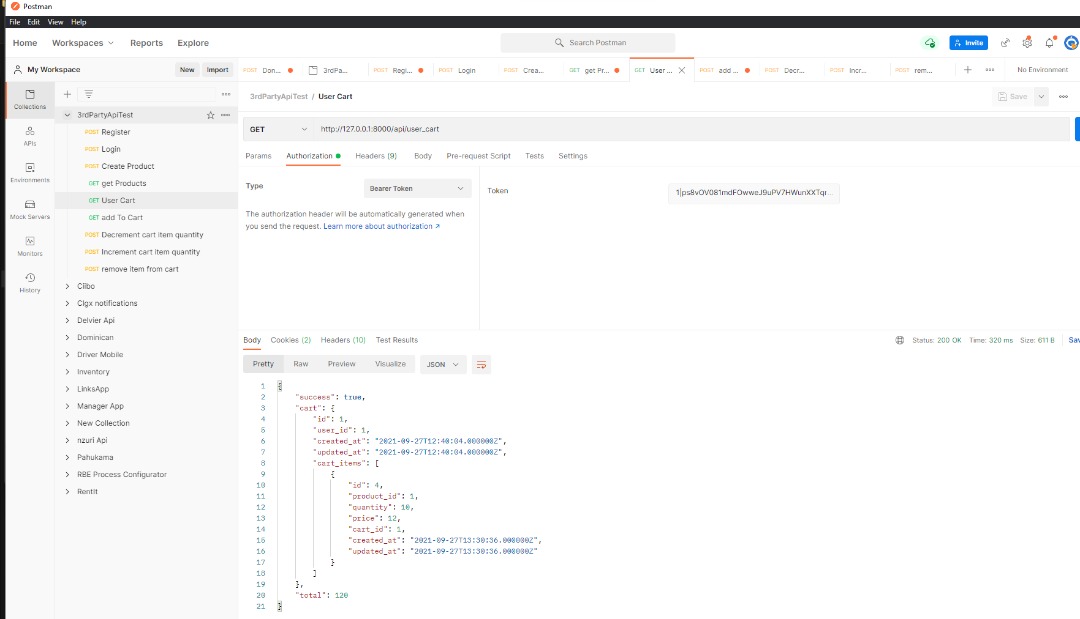 Postman
File Edit View Help
Home Workspaces Reports Explore Search Postman Invite
My Workspace New Import
POST Don... 3rdPa... POST Regi... POST Login POST Crea... GET get Pr... GET User ... POST add ... POST Decr... POST Incr... POST rem... No Environment
Collections
APIs
Environments
Mock Servers
Monitors
History
3rdPartyApiTest
POST Register
POST Login
POST Create Product
GET get Products
GET User Cart
GET add To Cart
POST Decrement cart item quantity
POST Increment cart item quantity
POST remove item from cart
Clibo
Clgx notifications
Delvier Api
Dominican
Driver Mobile
Inventory
LinksApp
Manager App
New Collection
nzuri Api
Pahukama
RBE Process Configurator
Rentit
3rdPartyApiTest / User Cart Save
GET http://127.0.0.1:8000/api/user_cart
Params Authorization Headers (9) Body Pre-request Script Tests Settings
Type Bearer Token
The authorization header will be automatically generated when
you send the request. Learn more about authorization
Token 1|ps8vOV081mdFOwweJ9uPV7HWunXXTqr...
Body Cookies (2) Headers (10) Test Results Status: 200 OK Time: 320 ms Size: 611 B Sav
Pretty Raw Preview Visualize JSON
1 {
2 "success": true,
3 "cart": {
4 "id": 1,
5 "user_id": 1,
6 "created_at": "2021-09-27T12:40:04.000000Z",
7 "updated_at": "2021-09-27T12:40:04.000000Z",
8 "cart_items": [
9 {
10 "id": 4,
11 "product_id": 1,
12 "quantity": 10,
13 "price": 12,
14 "cart_id": 1,
15 "created_at": "2021-09-27T13:30:36.000000Z",
16 "updated_at": "2021-09-27T13:30:36.000000Z"
17 }
18 ]
19 },
20 "total": 120
21 }